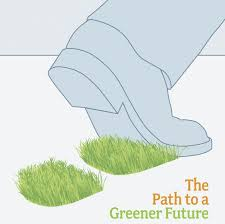 The
Path to a
Greener Future